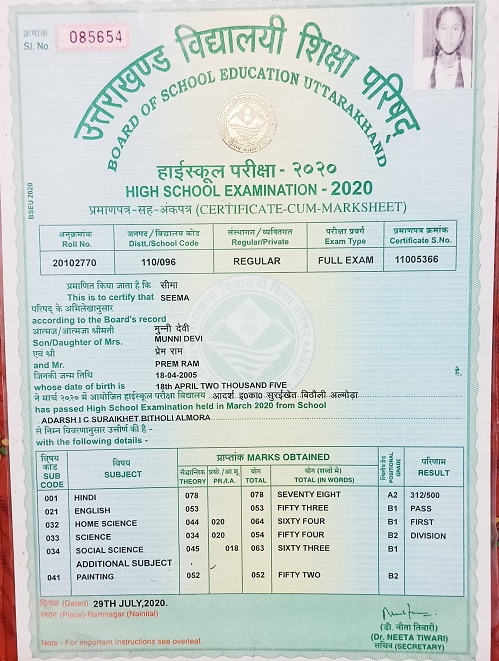 क्रमांक
Sl. No. 085654
उत्तराखण्ड विद्यालयी शिक्षा परिषद्
BOARD OF SCHOOL EDUCATION UTTARAKHAND
BSEU 2020
हाईस्कूल परीक्षा - २०२०
HIGH SCHOOL EXAMINATION - 2020
प्रमाणपत्र-सह-अंकपत्र (CERTIFICATE-CUM-MARKSHEET)
अनुक्रमांक जनपद / विद्यालय कोड संस्थागत / व्यक्तिगत परीक्षा प्रवर्ग प्रमाणपत्र क्रमांक
Roll No. Distt./School Code Regular/Private Exam Type Certificate S.No.
20102770 110/096 REGULAR FULL EXAM 11005366
प्रमाणित किया जाता है कि सीमा
This is to certify that SEEMA
परिषद के अभिलेखानुसार
according to the Board's record
आत्मज/आत्मजा श्रीमती मुन्नी देवी
Son/Daughter of Mrs. MUNNI DEVI
एवं श्री प्रेम राम
and Mr. PREM RAM
जिनकी जन्म तिथि 18-04-2005 है,
whose date of birth is 18th APRIL TWO THOUSAND FIVE
ने मार्च २०२० में आयोजित हाईस्कूल परीक्षा विद्यालय आदर्श इ०का० सुरईखेत बिठौली अल्मोड़ा
has passed High School Examination held in March 2020 from School
ADARSH I C SURAIKHET BITHOLI ALMORA
से निम्न विवरणानुसार उत्तीर्ण की है -
with the following details -
विषय कोड विषय प्राप्तांक MARKS OBTAINED परिणाम
SUB CODE SUBJECT सैद्धान्तिक THEORY प्रयो./आ.मू. PR./I.A. योग TOTAL योग (शब्दों में) TOTAL (IN WORDS) POSITIONAL GRADE RESULT
001 HINDI 078 078 SEVENTY EIGHT A2 312/500
021 ENGLISH 053 053 FIFTY THREE B1 PASS
032 HOME SCIENCE 044 020 064 SIXTY FOUR B1 FIRST
033 SCIENCE 034 020 054 FIFTY FOUR B2 DIVISION
034 SOCIAL SCIENCE 045 018 063 SIXTY THREE B1
ADDITIONAL SUBJECT
041 PAINTING 052 052 FIFTY TWO B2
दिनांक (Dated) 29TH JULY,2020.
स्थान (Place)-Ramnagar (Nainital)
(डॉ. नीता तिवारी)
(Dr. NEETA TIWARI)
सचिव (SECRETARY)
Note - For important Instructions see overleaf.